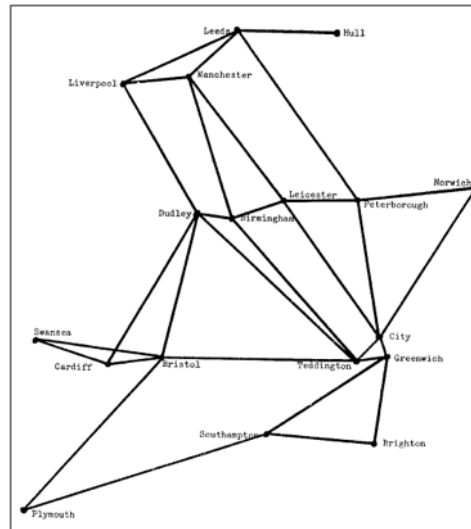 Leeds
Hull
Liverpool
Manchester
Norwich
Leicester
Peterborough
Dudley
Birmingham
Swansea
City
Cardiff
Bristol
Teddington
Greenwich
Southampton
Brighton
Plymouth